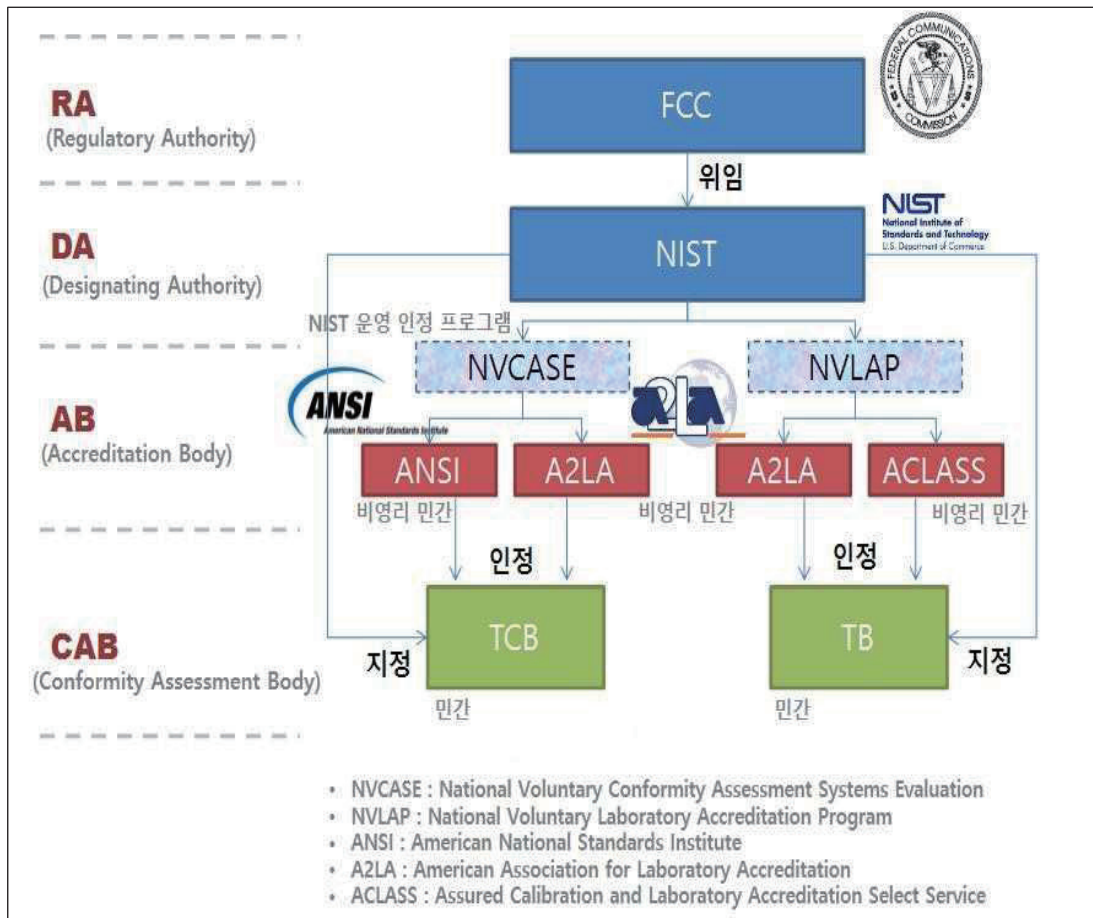 RA
(Regulatory Authority)
FCC
FEDERAL COMMUNICATIONS COMMISSION
위임
DA
(Designating Authority)
NIST
NIST
National Institute of
Standards and Technology
U.S. Department of Commerce
NIST 운영 인정 프로그램
NVCASE
NVLAP
AB
(Accreditation Body)
ANSI
American National Standards Institute
A2LA
ANSI
A2LA
A2LA
ACLASS
비영리 민간
비영리 민간
비영리 민간
인정
인정
CAB
(Conformity Assessment Body)
TCB
TB
지정
지정
민간
민간
• NVCASE : National Voluntary Conformity Assessment Systems Evaluation
• NVLAP : National Voluntary Laboratory Accreditation Program
• ANSI : American National Standards Institute
• A2LA : American Association for Laboratory Accreditation
• ACLASS : Assured Calibration and Laboratory Accreditation Select Service